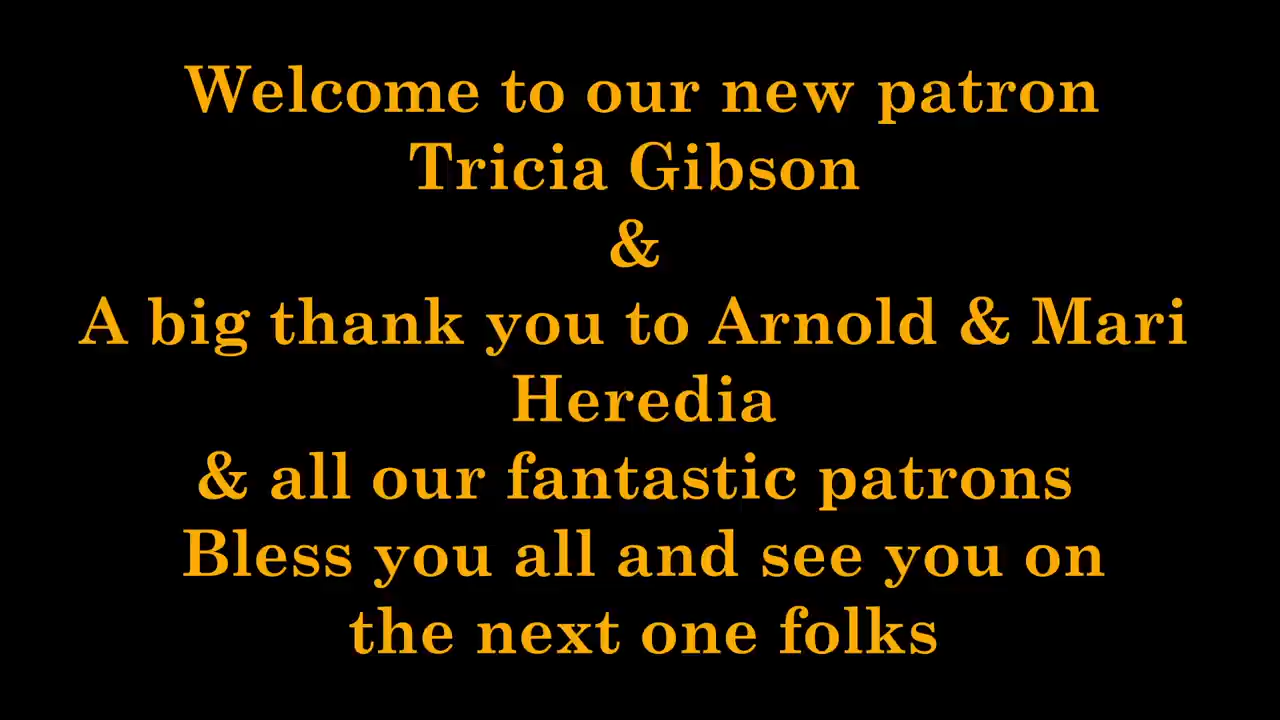 Welcome to our new patron
Tricia Gibson
&
A big thank you to Arnold & Mari
Heredia
& all our fantastic patrons
Bless you all and see you on
the next one folks